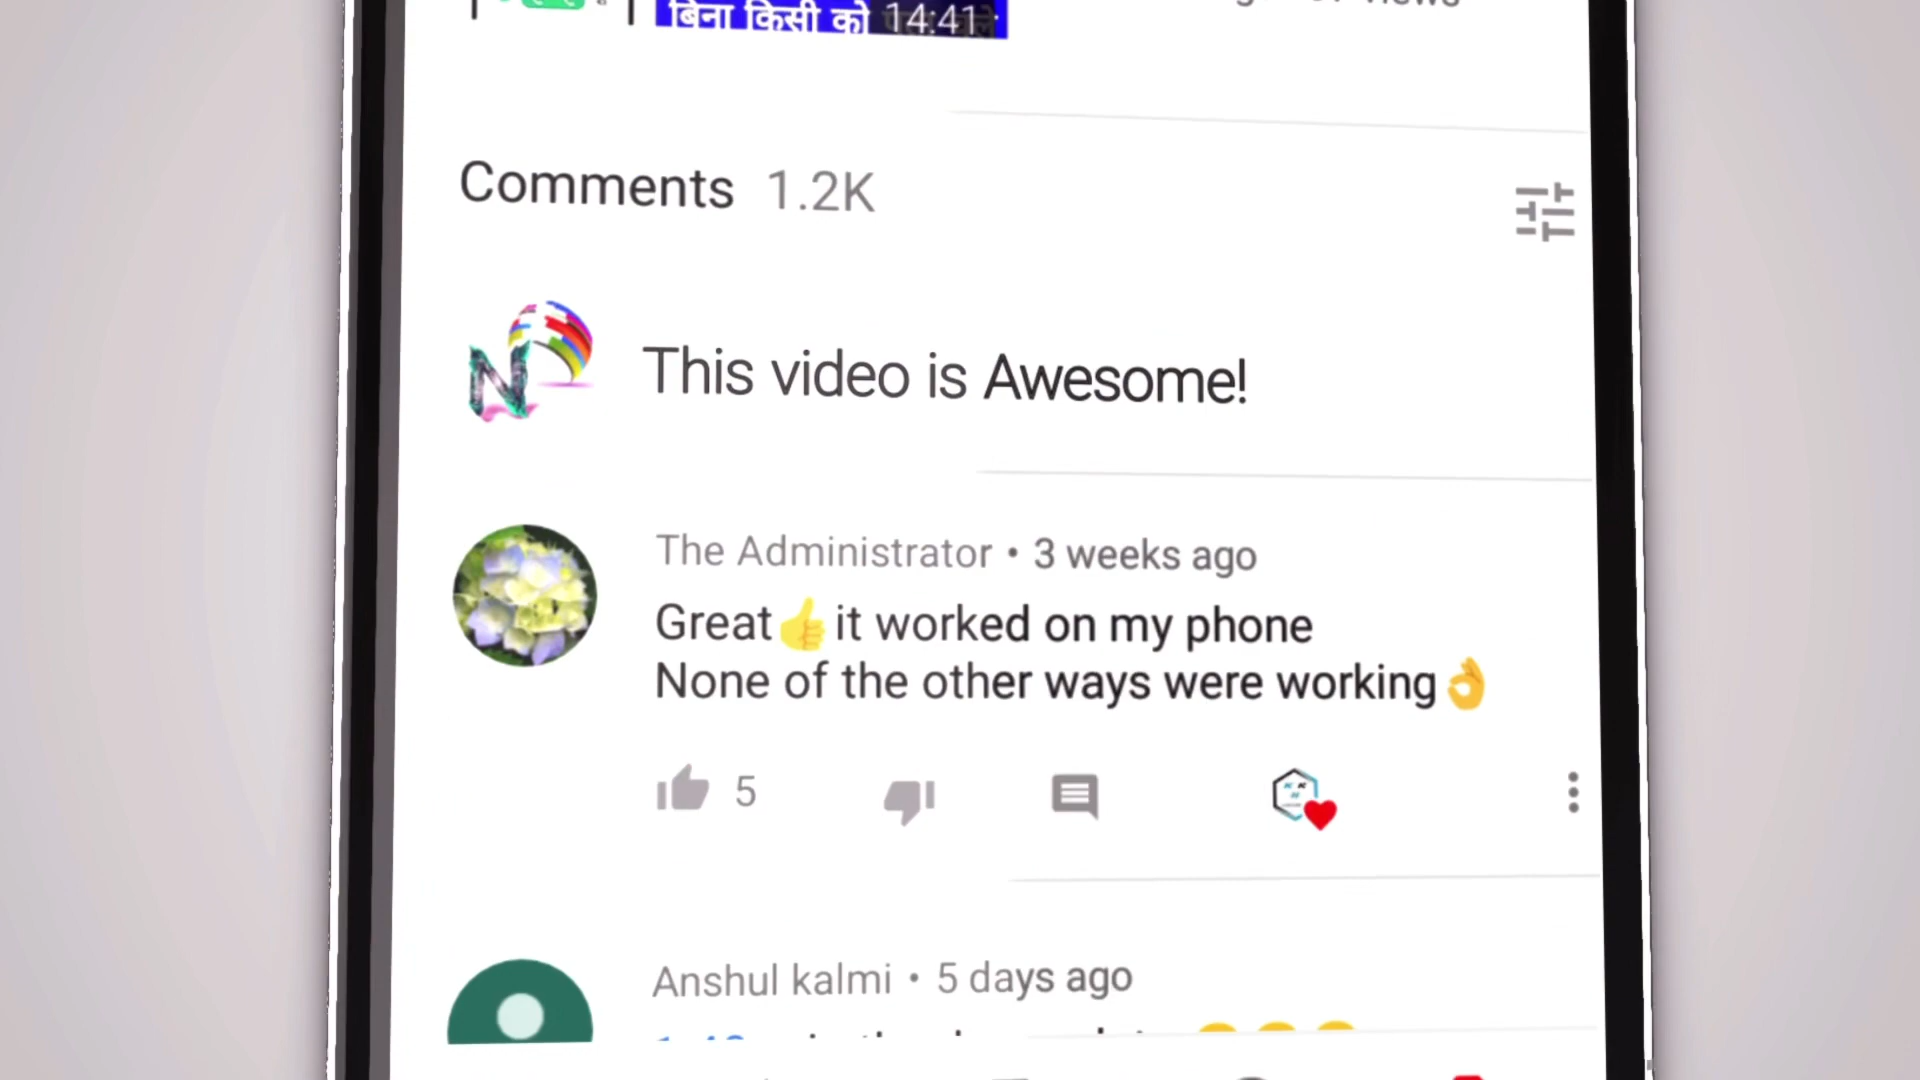 बिना किसी को 14:41
Comments 1.2K
This video is Awesome!
The Administrator • 3 weeks ago
Great👍it worked on my phone
None of the other ways were working👌
5
Anshul kalmi • 5 days ago